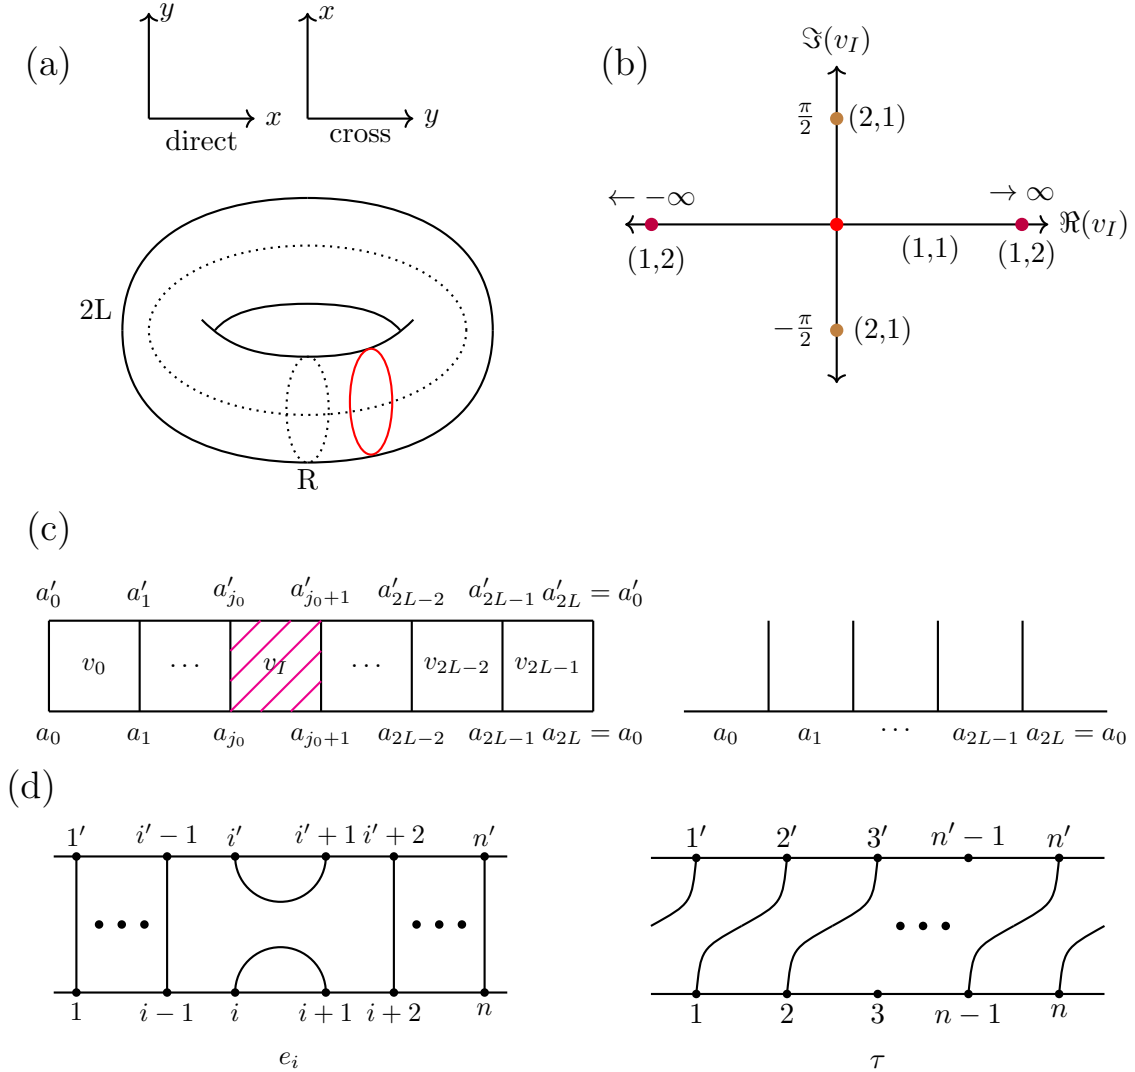 (a)
y
x
direct
x
y
cross
2L
R
(b)
ℑ(v_I)
π/2
(2,1)
← −∞
→ ∞
ℜ(v_I)
(1,2)
(1,1)
(1,2)
−π/2
(2,1)
(c)
a′_0 a′_1 a′_{j_0} a′_{j_0+1} a′_{2L−2} a′_{2L−1} a′_{2L} = a′_0
v_0 ⋯ v_I ⋯ v_{2L−2} v_{2L−1}
a_0 a_1 a_{j_0} a_{j_0+1} a_{2L−2} a_{2L−1} a_{2L} = a_0
a_0 a_1 ⋯ a_{2L−1} a_{2L} = a_0
(d)
1′ i′ − 1 i′ i′ + 1 i′ + 2 n′
1 i − 1 i i + 1 i + 2 n
e_i
1′ 2′ 3′ n′ − 1 n′
1 2 3 n − 1 n
τ